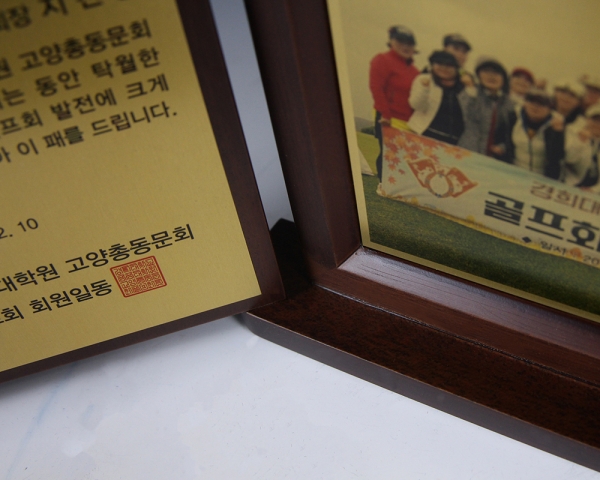 원 고양총동문회
는 동안 탁월한
프회 발전에 크게
이 패를 드립니다.
2. 10
대학원 고양총동문회
회 회원일동
경희대
골프회